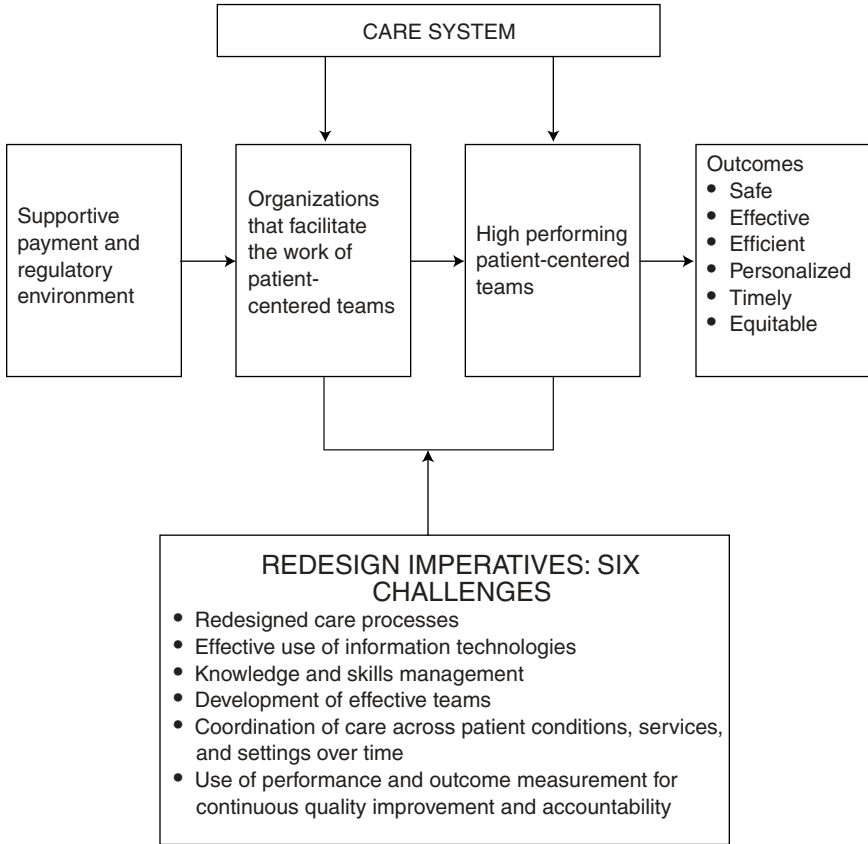 CARE SYSTEM
Supportive
payment and
regulatory
environment
Organizations
that facilitate
the work of
patient-
centered teams
High performing
patient-centered
teams
Outcomes
• Safe
• Effective
• Efficient
• Personalized
• Timely
• Equitable
REDESIGN IMPERATIVES: SIX
CHALLENGES
• Redesigned care processes
• Effective use of information technologies
• Knowledge and skills management
• Development of effective teams
• Coordination of care across patient conditions, services,
and settings over time
• Use of performance and outcome measurement for
continuous quality improvement and accountability